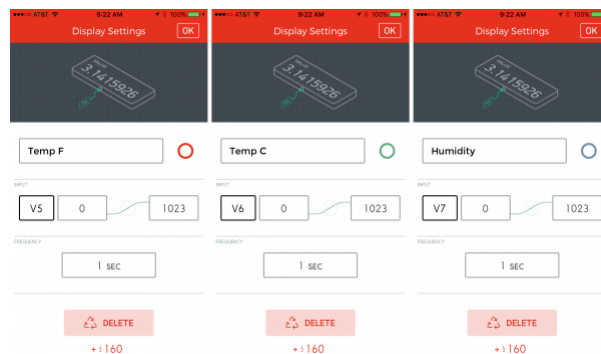 AT&T 9:22 AM 100%
Display Settings OK
VALUE
3.1415926
Temp F
INPUT
V5 0 1023
FREQUENCY
1 SEC
DELETE
+ 160
AT&T 9:22 AM 100%
Display Settings OK
VALUE
3.1415926
Temp C
INPUT
V6 0 1023
FREQUENCY
1 SEC
DELETE
+ 160
AT&T 9:22 AM 100%
Display Settings OK
VALUE
3.1415926
Humidity
INPUT
V7 0 1023
FREQUENCY
1 SEC
DELETE
+ 160